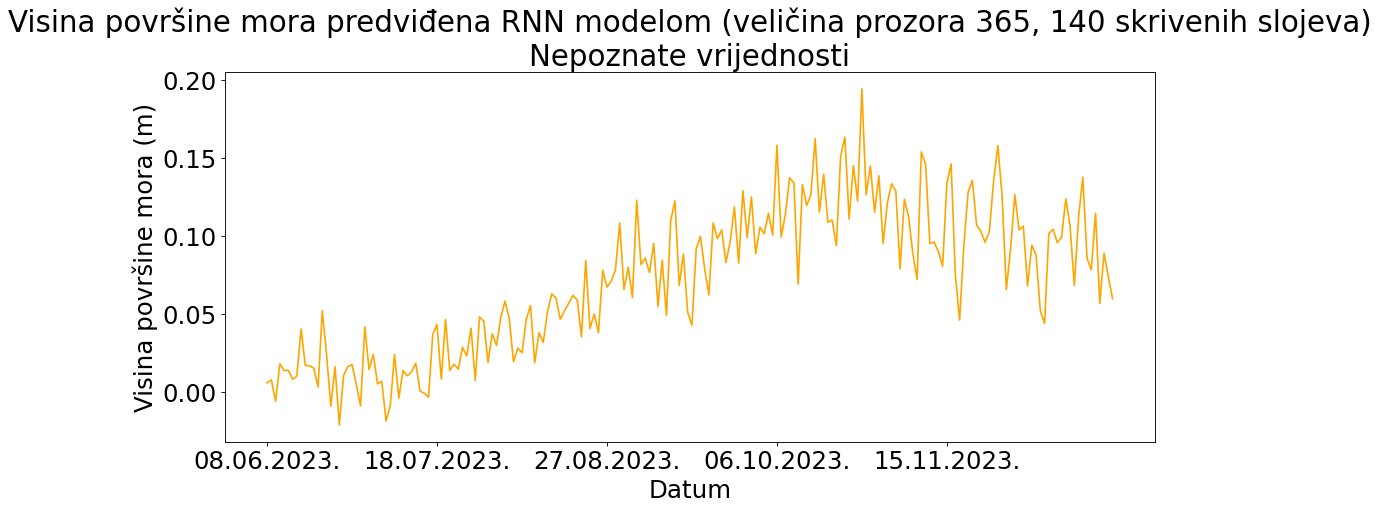 Visina površine mora predviđena RNN modelom (veličina prozora 365, 140 skrivenih slojeva)
Nepoznate vrijednosti
Visina površine mora (m)
0.20
0.15
0.10
0.05
0.00
08.06.2023. 18.07.2023. 27.08.2023. 06.10.2023. 15.11.2023.
Datum